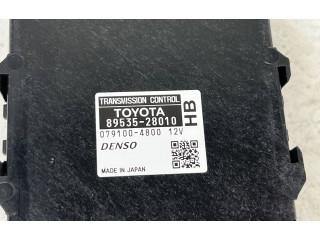 TRANSMISSION CONTROL
TOYOTA
89535-28010
079100-4800 12V
HB
DENSO
MADE IN JAPAN